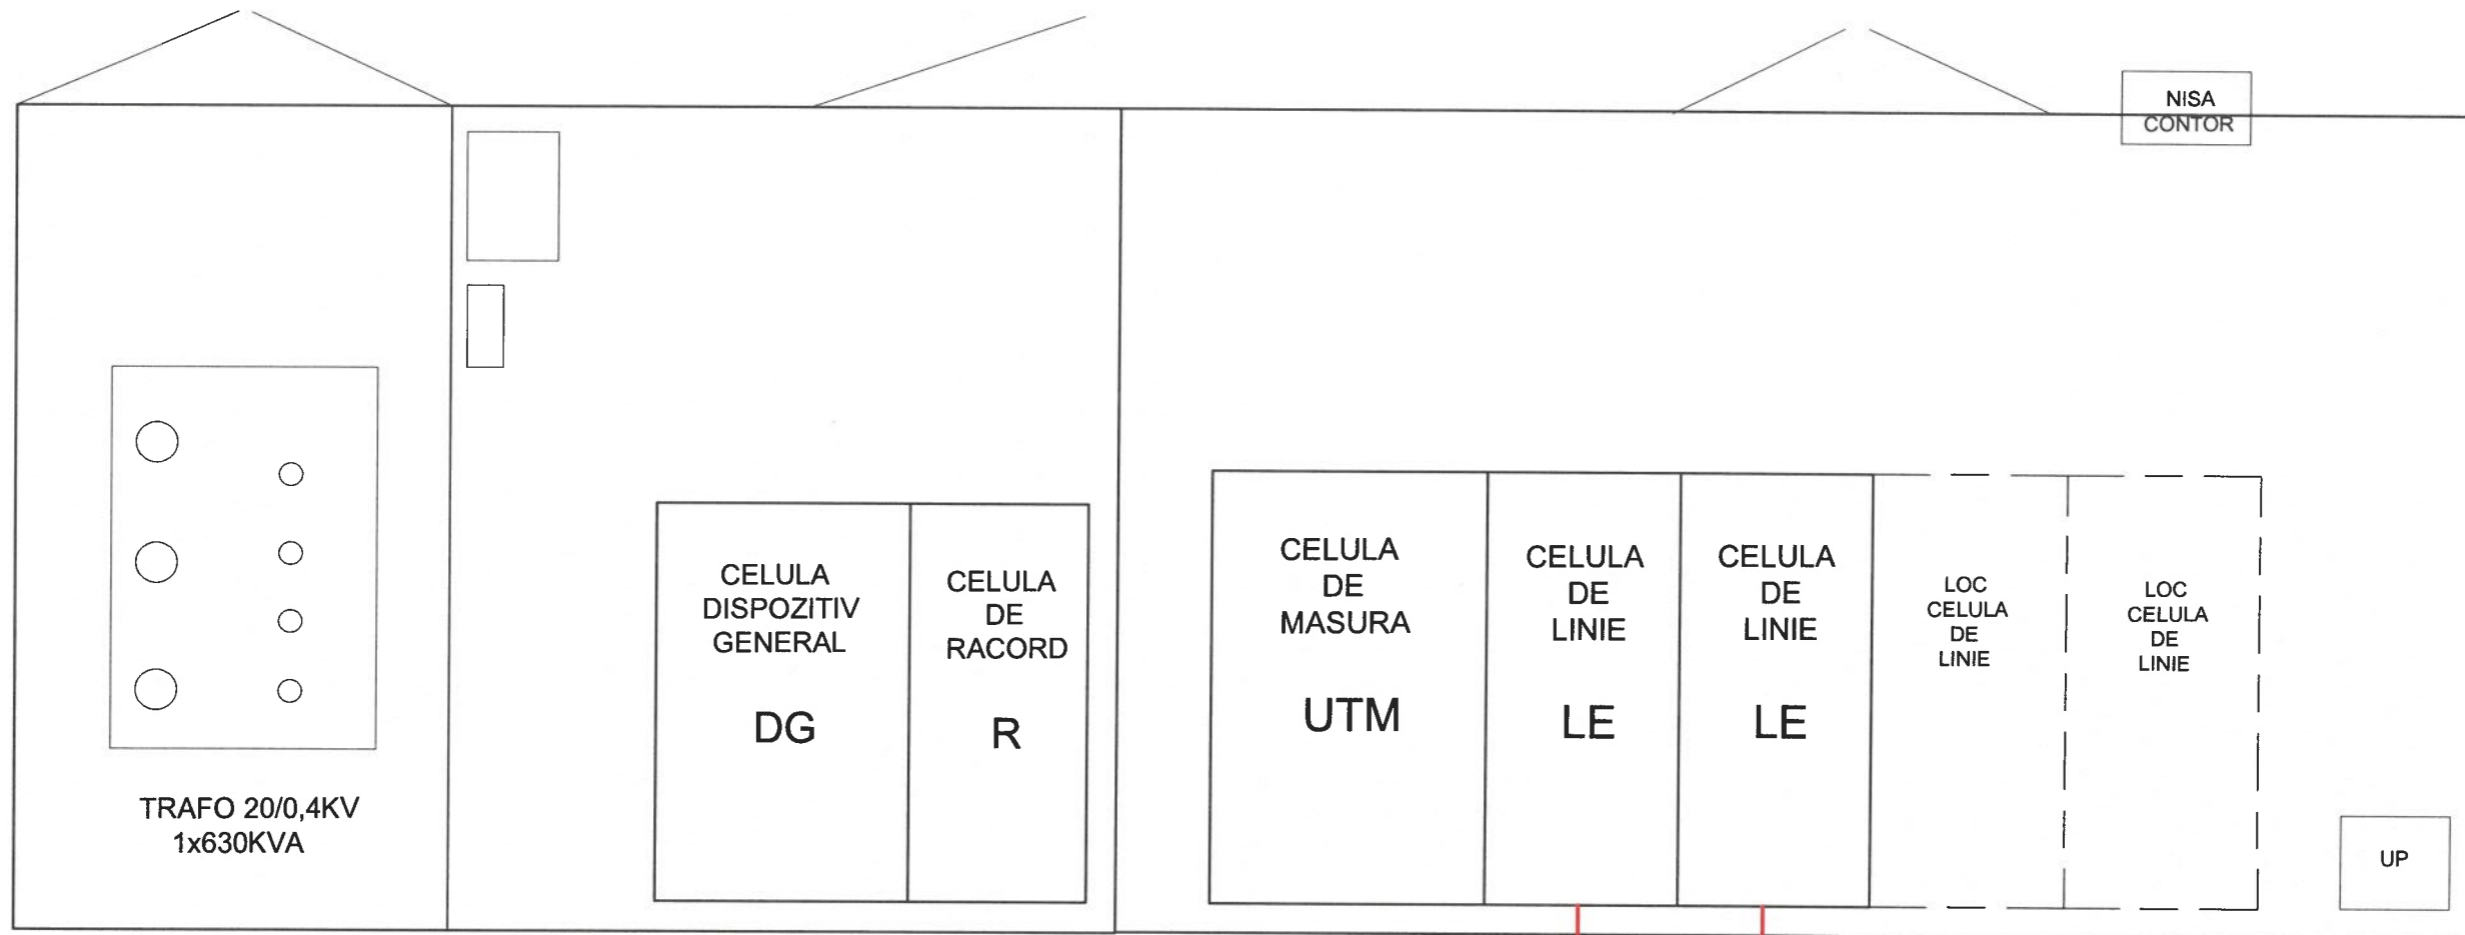 NISA
CONTOR
TRAFO 20/0,4KV
1x630KVA
CELULA
DISPOZITIV
GENERAL
DG
CELULA
DE
RACORD
R
CELULA
DE
MASURA
UTM
CELULA
DE
LINIE
LE
CELULA
DE
LINIE
LE
LOC
CELULA
DE
LINIE
LOC
CELULA
DE
LINIE
UP